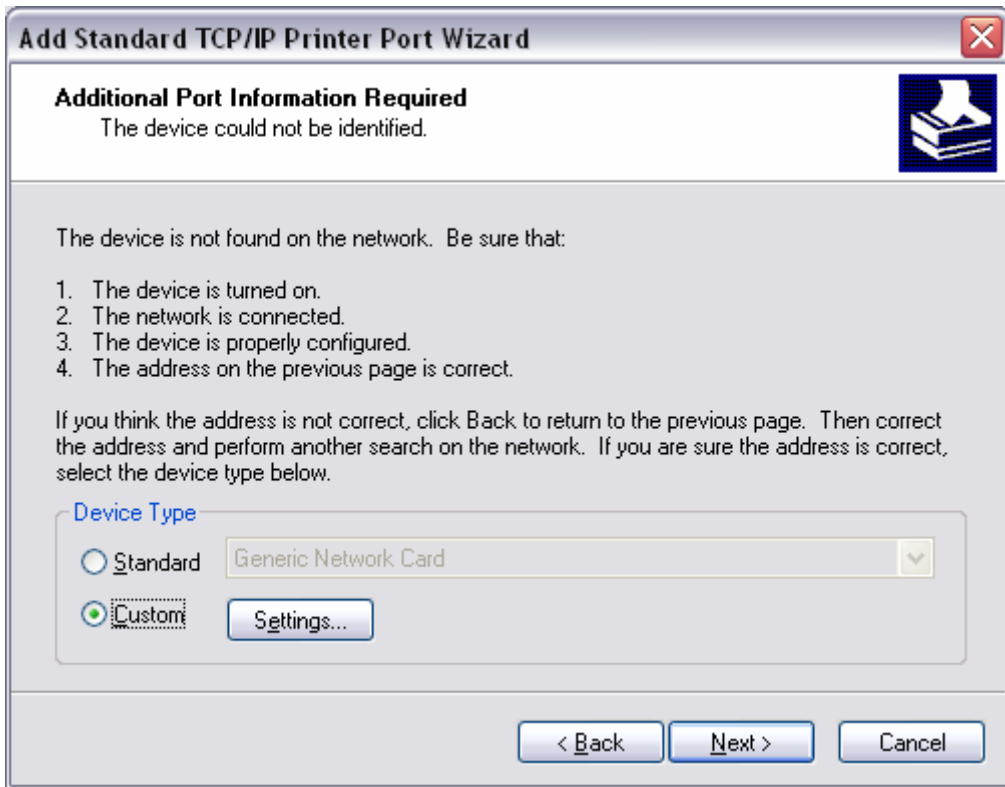 Add Standard TCP/IP Printer Port Wizard
Additional Port Information Required
The device could not be identified.
The device is not found on the network.  Be sure that:
1.  The device is turned on.
2.  The network is connected.
3.  The device is properly configured.
4.  The address on the previous page is correct.
If you think the address is not correct, click Back to return to the previous page.  Then correct
the address and perform another search on the network.  If you are sure the address is correct,
select the device type below.
Device Type
Standard
Generic Network Card
Custom
Settings...
< Back
Next >
Cancel